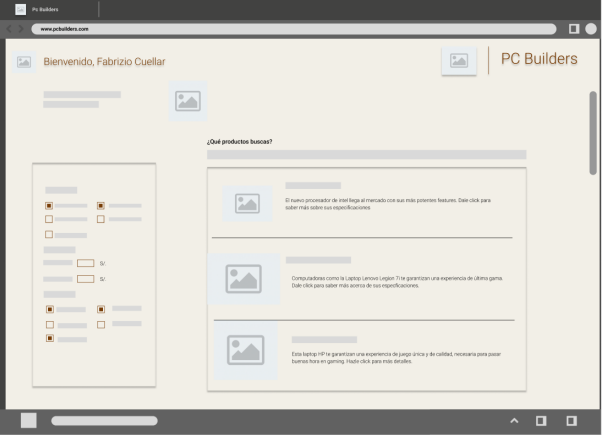 Pc Builders
www.pcbuilders.com
Bienvenido, Fabrizio Cuellar
PC Builders
¿Qué productos buscas?
El nuevo procesador de intel llega al mercado con sus más potentes features. Dale click para
saber más sobre sus especificaciones
S/.
S/.
Computadoras como la Laptop Lenovo Legion 7i te garantizan una experiencia de última gama.
Dale click para saber más acerca de sus especificaciones.
Esta laptop HP te garantizan una experiencia de juego única y de calidad, necesaria para pasar
buenas hora en gaming. Hazle click para más detalles.